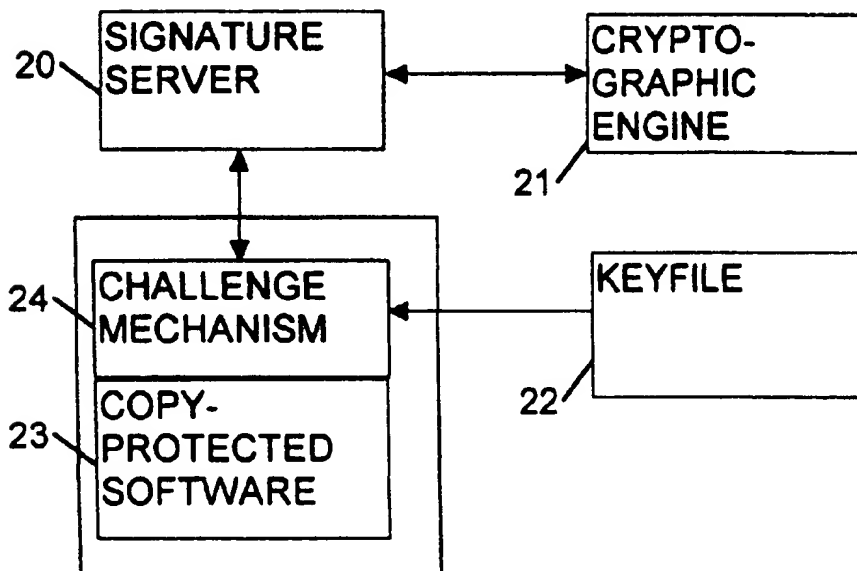 SIGNATURE
SERVER
20
CRYPTO-
GRAPHIC
ENGINE
21
CHALLENGE
MECHANISM
24
KEYFILE
22
COPY-
PROTECTED
SOFTWARE
23